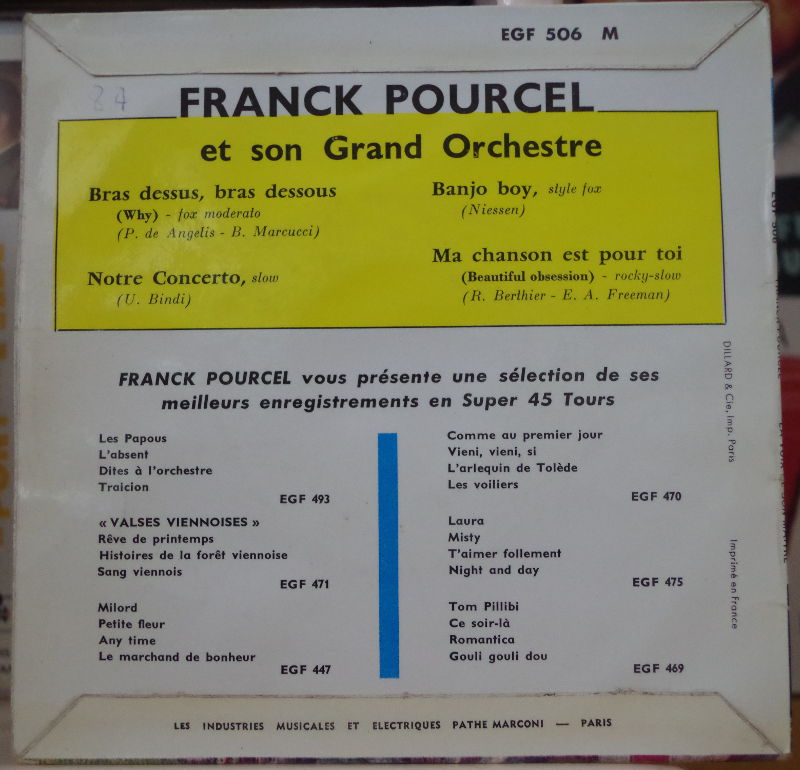 EGF 506 M
84
FRANCK POURCEL
et son Grand Orchestre
Bras dessus, bras dessous
(Why) - fox moderato
(P. de Angelis - B. Marcucci)
Notre Concerto, slow
(U. Bindi)
Banjo boy, style fox
(Niessen)
Ma chanson est pour toi
(Beautiful obsession) - rocky-slow
(R. Berthier - E. A. Freeman)
FRANCK POURCEL vous présente une sélection de ses
meilleurs enregistrements en Super 45 Tours
Les Papous
L'absent
Dites à l'orchestre
Traicion
EGF 493
« VALSES VIENNOISES »
Rêve de printemps
Histoires de la forêt viennoise
Sang viennois
EGF 471
Milord
Petite fleur
Any time
Le marchand de bonheur
EGF 447
Comme au premier jour
Vieni, vieni, si
L'arlequin de Tolède
Les voiliers
EGF 470
Laura
Misty
T'aimer follement
Night and day
EGF 475
Tom Pillibi
Ce soir-là
Romantica
Gouli gouli dou
EGF 469
DILLARD & Cie, Imp. Paris
Imprimé en France
LES INDUSTRIES MUSICALES ET ELECTRIQUES PATHE MARCONI — PARIS